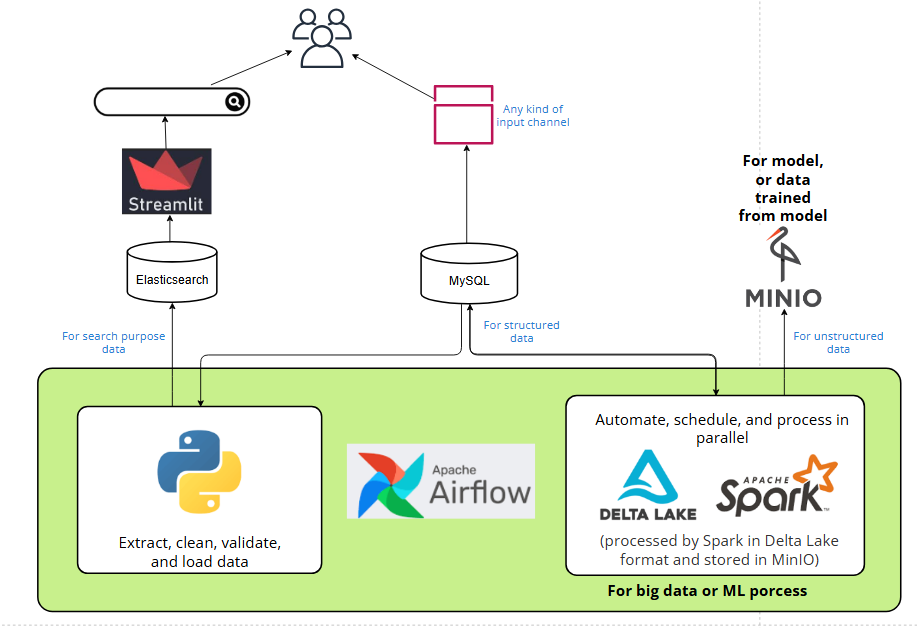 Any kind of
input channel
For model,
or data
trained
from model
Streamlit
Elasticsearch
MySQL
MINIO
For search purpose
data
For structured
data
For unstructured
data
Automate, schedule, and process in
parallel
Apache
Airflow
DELTA LAKE
APACHE
Spark
TM
Extract, clean, validate,
and load data
(processed by Spark in Delta Lake
format and stored in MinIO)
For big data or ML porcess